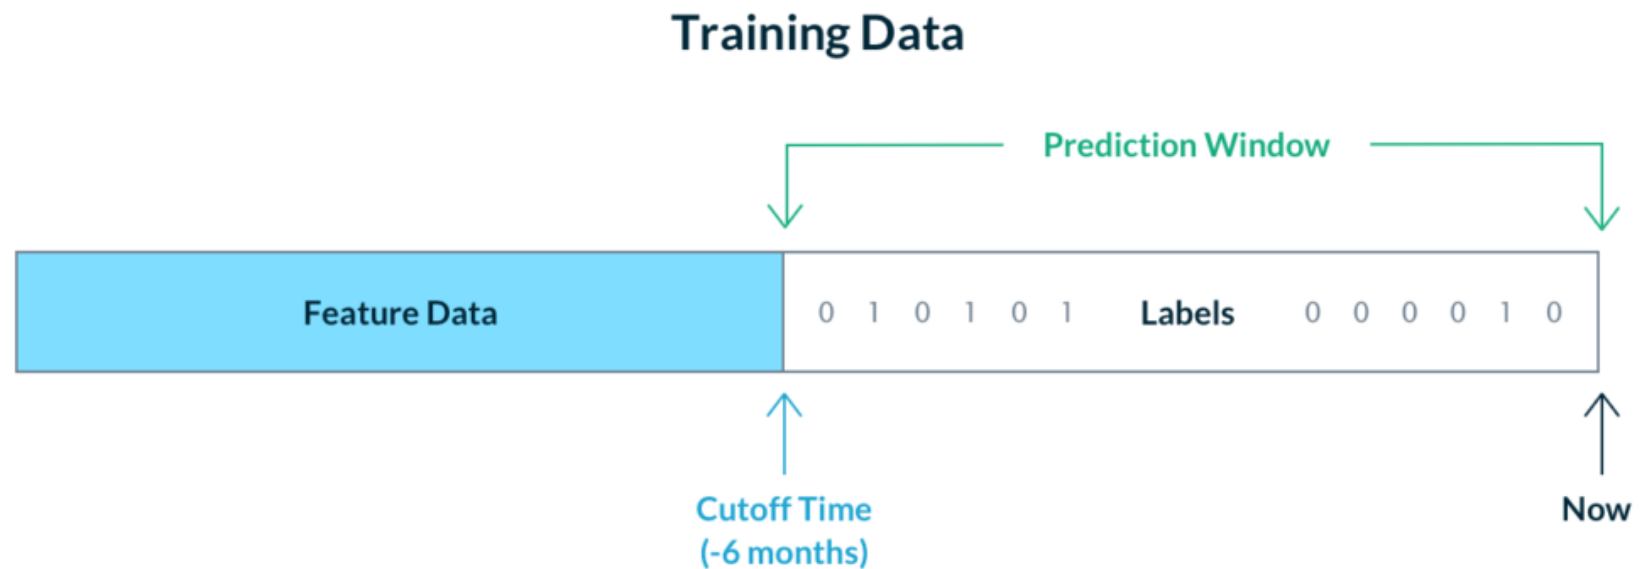 Training Data
Prediction Window
Feature Data 0 1 0 1 0 1 Labels 0 0 0 0 1 0
Cutoff Time
(-6 months)
Now